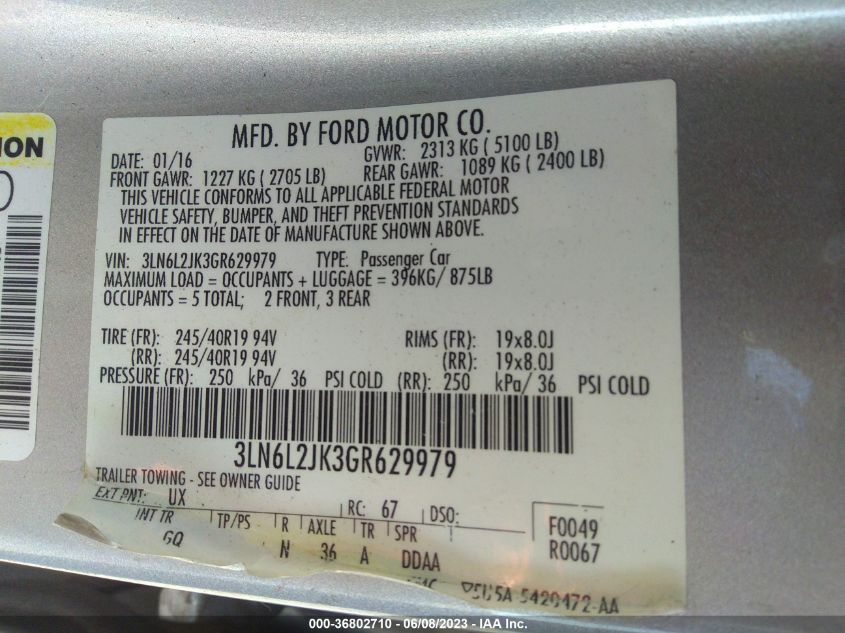 ION
MFD. BY FORD MOTOR CO.
DATE: 01/16 GVWR: 2313 KG ( 5100 LB)
FRONT GAWR: 1227 KG ( 2705 LB) REAR GAWR: 1089 KG ( 2400 LB)
THIS VEHICLE CONFORMS TO ALL APPLICABLE FEDERAL MOTOR
VEHICLE SAFETY, BUMPER, AND THEFT PREVENTION STANDARDS
IN EFFECT ON THE DATE OF MANUFACTURE SHOWN ABOVE.
VIN: 3LN6L2JK3GR629979 TYPE: Passenger Car
MAXIMUM LOAD = OCCUPANTS + LUGGAGE = 396KG/ 875LB
OCCUPANTS = 5 TOTAL; 2 FRONT, 3 REAR
TIRE (FR): 245/40R19 94V RIMS (FR): 19x8.0J
(RR): 245/40R19 94V (RR): 19x8.0J
PRESSURE (FR): 250 kPa/ 36 PSI COLD (RR): 250 kPa/ 36 PSI COLD
3LN6L2JK3GR629979
TRAILER TOWING - SEE OWNER GUIDE
EXT PNT: UX RC: 67 DSO: F0049
INT TR TP/PS R AXLE TR SPR R0067
GQ N 36 A DDAA
5U5A 5420472-AA
000-36802710 - 06/08/2023 - IAA Inc.